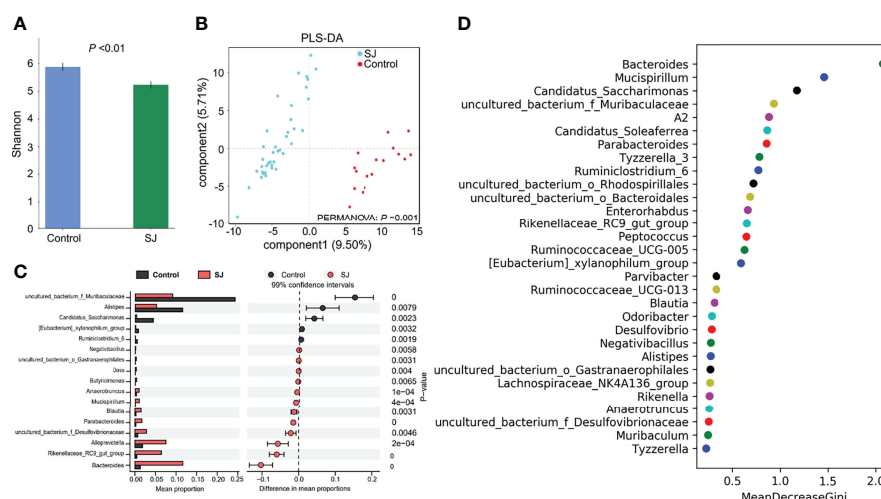 A
P <0.01
Shannon
6
5
4
3
2
1
0
Control
SJ
B
PLS-DA
SJ
Control
component2 (5.71%)
10
5
0
-5
-10
PERMANOVA: P =0.001
-10
-5
0
5
10
15
component1 (9.50%)
C
Control
SJ
Control
SJ
99% confidence intervals
uncultured_bacterium_f_Muribaculaceae
0
Alistipes
0.0079
Candidatus_Saccharimonas
0.0023
[Eubacterium]_xylanophilum_group
0.0032
Ruminiclostridium_6
0.0019
Negativibacillus
0.0058
uncultured_bacterium_o_Gastranaerophilales
0.0031
0.004
Butyricimonas
0.0065
Anaerotruncus
1e-04
Mucispirillum
4e-04
Blautia
0.0031
Parabacteroides
0
uncultured_bacterium_f_Desulfovibrionaceae
0.0046
Alloprevotella
2e-04
Rikenellaceae_RC9_gut_group
0
Bacteroides
0
P-value
0.00
0.05
0.10
0.15
0.20
0.25
Mean proportion
-0.1
0.0
0.1
0.2
Difference in mean proportions
D
Bacteroides
Mucispirillum
Candidatus_Saccharimonas
uncultured_bacterium_f_Muribaculaceae
A2
Candidatus_Soleaferrea
Parabacteroides
Tyzzerella_3
Ruminiclostridium_6
uncultured_bacterium_o_Rhodospirillales
uncultured_bacterium_o_Bacteroidales
Enterorhabdus
Rikenellaceae_RC9_gut_group
Peptococcus
Ruminococcaceae_UCG-005
[Eubacterium]_xylanophilum_group
Parvibacter
Ruminococcaceae_UCG-013
Blautia
Odoribacter
Desulfovibrio
Negativibacillus
Alistipes
uncultured_bacterium_o_Gastranaerophilales
Lachnospiraceae_NK4A136_group
Rikenella
Anaerotruncus
uncultured_bacterium_f_Desulfovibrionaceae
Muribaculum
Tyzzerella
0.5
1.0
1.5
2.0
MeanDecreaseGini